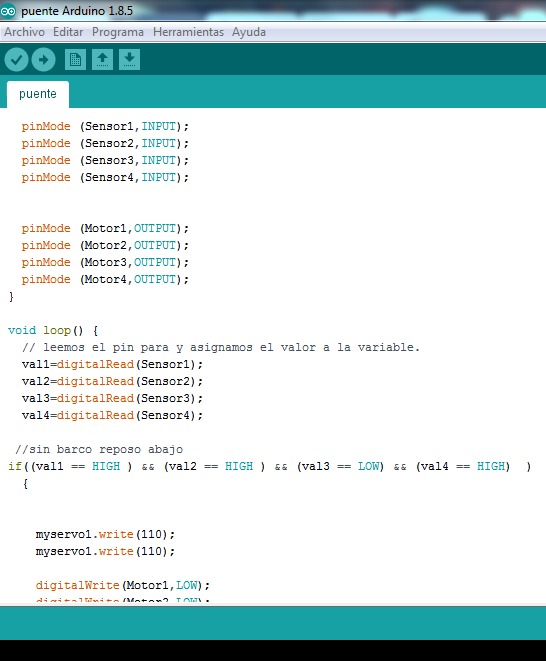 puente Arduino 1.8.5
Archivo Editar Programa Herramientas Ayuda
puente
pinMode (Sensor1,INPUT);
pinMode (Sensor2,INPUT);
pinMode (Sensor3,INPUT);
pinMode (Sensor4,INPUT);
pinMode (Motor1,OUTPUT);
pinMode (Motor2,OUTPUT);
pinMode (Motor3,OUTPUT);
pinMode (Motor4,OUTPUT);
}
void loop() {
// leemos el pin para y asignamos el valor a la variable.
val1=digitalRead(Sensor1);
val2=digitalRead(Sensor2);
val3=digitalRead(Sensor3);
val4=digitalRead(Sensor4);
//sin barco reposo abajo
if((val1 == HIGH ) && (val2 == HIGH ) && (val3 == LOW) && (val4 == HIGH)  )
{
myservo1.write(110);
myservo1.write(110);
digitalWrite(Motor1,LOW);
digitalWrite(Motor2,LOW);